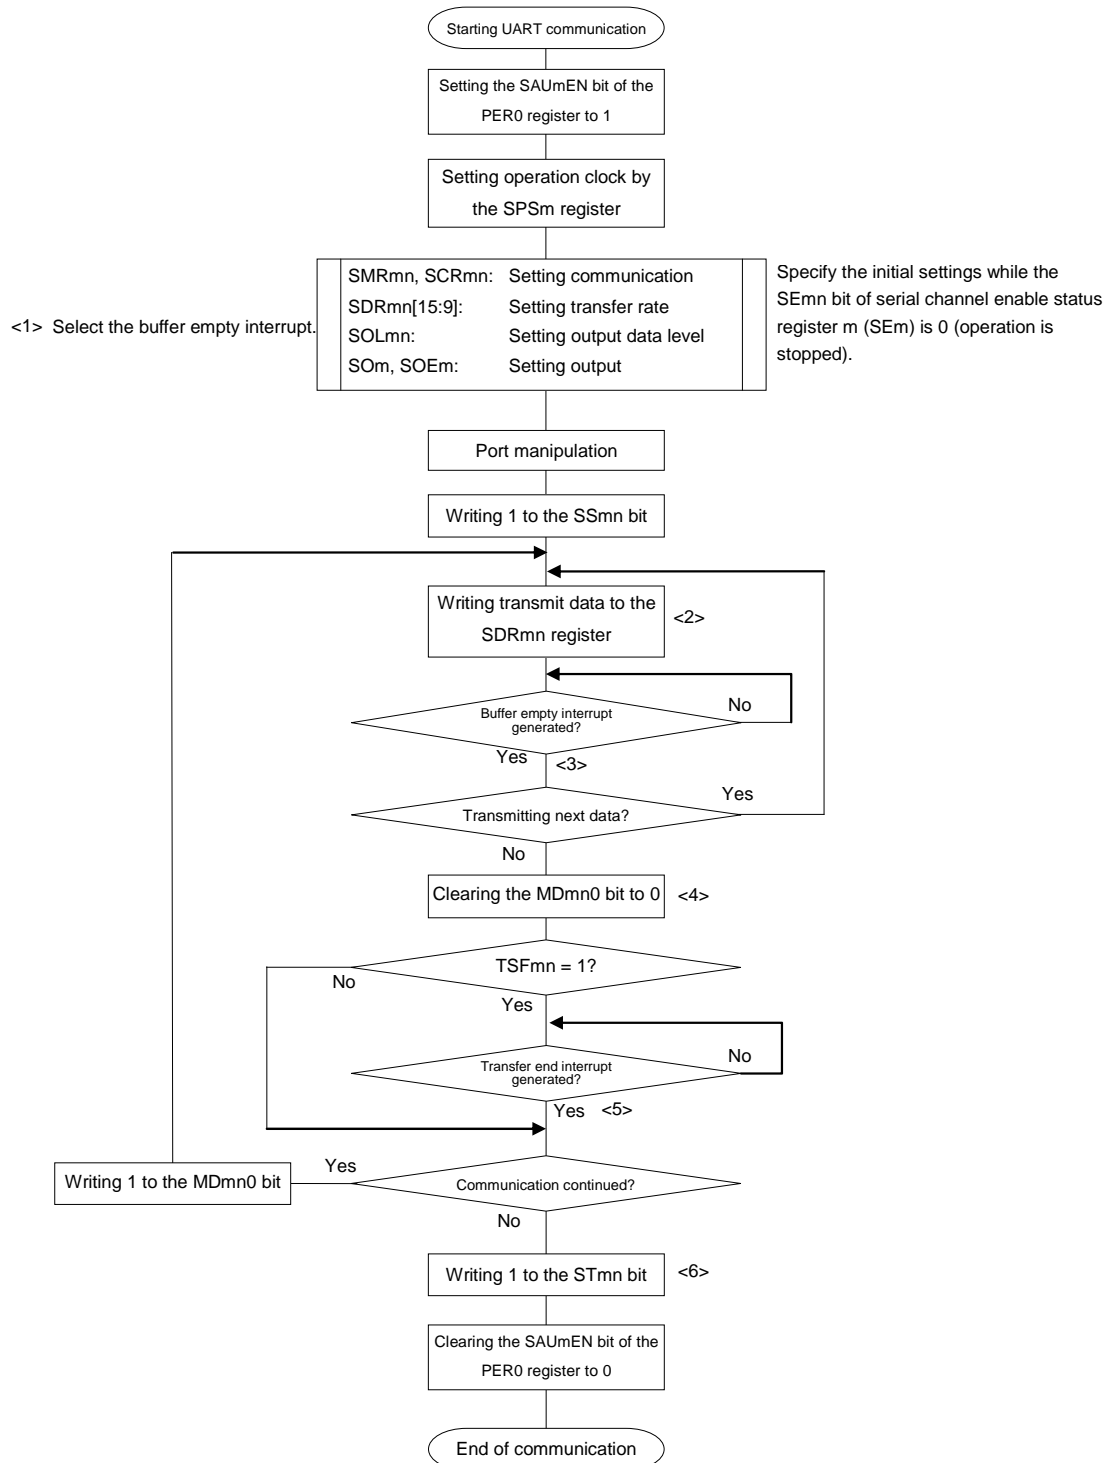 Starting UART communication
Setting the SAUmEN bit of the
PER0 register to 1
Setting operation clock by
the SPSm register
<1> Select the buffer empty interrupt.
SMRmn, SCRmn: Setting communication
SDRmn[15:9]: Setting transfer rate
SOLmn: Setting output data level
SOm, SOEm: Setting output
Specify the initial settings while the
SEmn bit of serial channel enable status
register m (SEm) is 0 (operation is
stopped).
Port manipulation
Writing 1 to the SSmn bit
Writing transmit data to the
SDRmn register
<2>
Buffer empty interrupt
generated?
No
Yes
<3>
Transmitting next data?
Yes
No
Clearing the MDmn0 bit to 0
<4>
TSFmn = 1?
No
Yes
Transfer end interrupt
generated?
No
Yes <5>
Communication continued?
Yes
Writing 1 to the MDmn0 bit
No
Writing 1 to the STmn bit
<6>
Clearing the SAUmEN bit of the
PER0 register to 0
End of communication